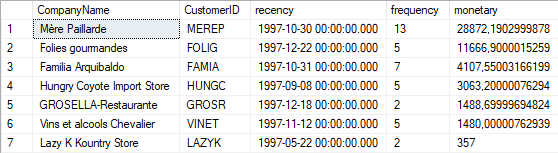 CompanyName CustomerID recency frequency monetary
1 Mère Paillarde MEREP 1997-10-30 00:00:00.000 13 28872,1902999878
2 Folies gourmandes FOLIG 1997-12-22 00:00:00.000 5 11666,9000015259
3 Familia Arquibaldo FAMIA 1997-10-31 00:00:00.000 7 4107,55003166199
4 Hungry Coyote Import Store HUNGC 1997-09-08 00:00:00.000 5 3063,20000076294
5 GROSELLA-Restaurante GROSR 1997-12-18 00:00:00.000 2 1488,69999694824
6 Vins et alcools Chevalier VINET 1997-11-12 00:00:00.000 5 1480,00000762939
7 Lazy K Kountry Store LAZYK 1997-05-22 00:00:00.000 2 357